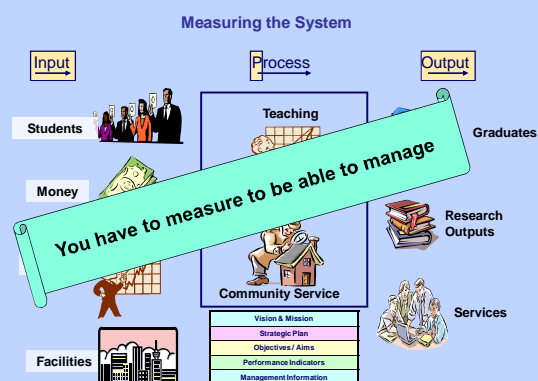 Measuring the System
Input
Process
Output
Teaching
Students
Graduates
You have to measure to be able to manage
Money
Research
Outputs
Community Service
Services
Facilities
Vision & Mission
Strategic Plan
Objectives / Aims
Performance Indicators
Management Information